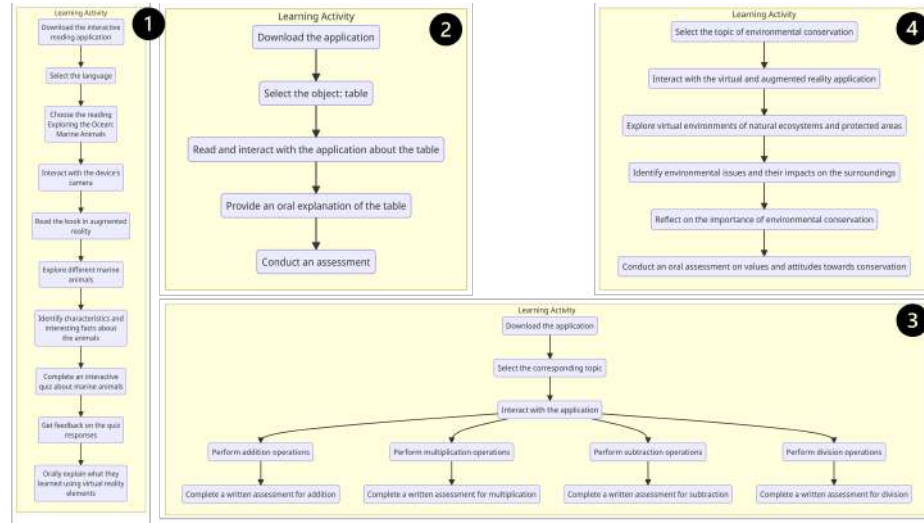 Learning Activity
1
Download the interactive
reading application
Select the language
Choose the reading
Exploring the Ocean:
Marine Animals
Interact with the device's
camera
Read the book in augmented
reality
Explore different marine
animals
Identify characteristics and
interesting facts about
the animals
Complete an interactive
quiz about marine animals
Get feedback on the quiz
responses
Orally explain what they
learned using virtual reality
elements
Learning Activity
2
Download the application
Select the object: table
Read and interact with the application about the table
Provide an oral explanation of the table
Conduct an assessment
Learning Activity
4
Select the topic of environmental conservation
Interact with the virtual and augmented reality application
Explore virtual environments of natural ecosystems and protected areas
Identify environmental issues and their impacts on the surroundings
Reflect on the importance of environmental conservation
Conduct an oral assessment on values and attitudes towards conservation
Learning Activity
3
Download the application
Select the corresponding topic
Interact with the application
Perform addition operations
Perform multiplication operations
Perform subtraction operations
Perform division operations
Complete a written assessment for addition
Complete a written assessment for multiplication
Complete a written assessment for subtraction
Complete a written assessment for division